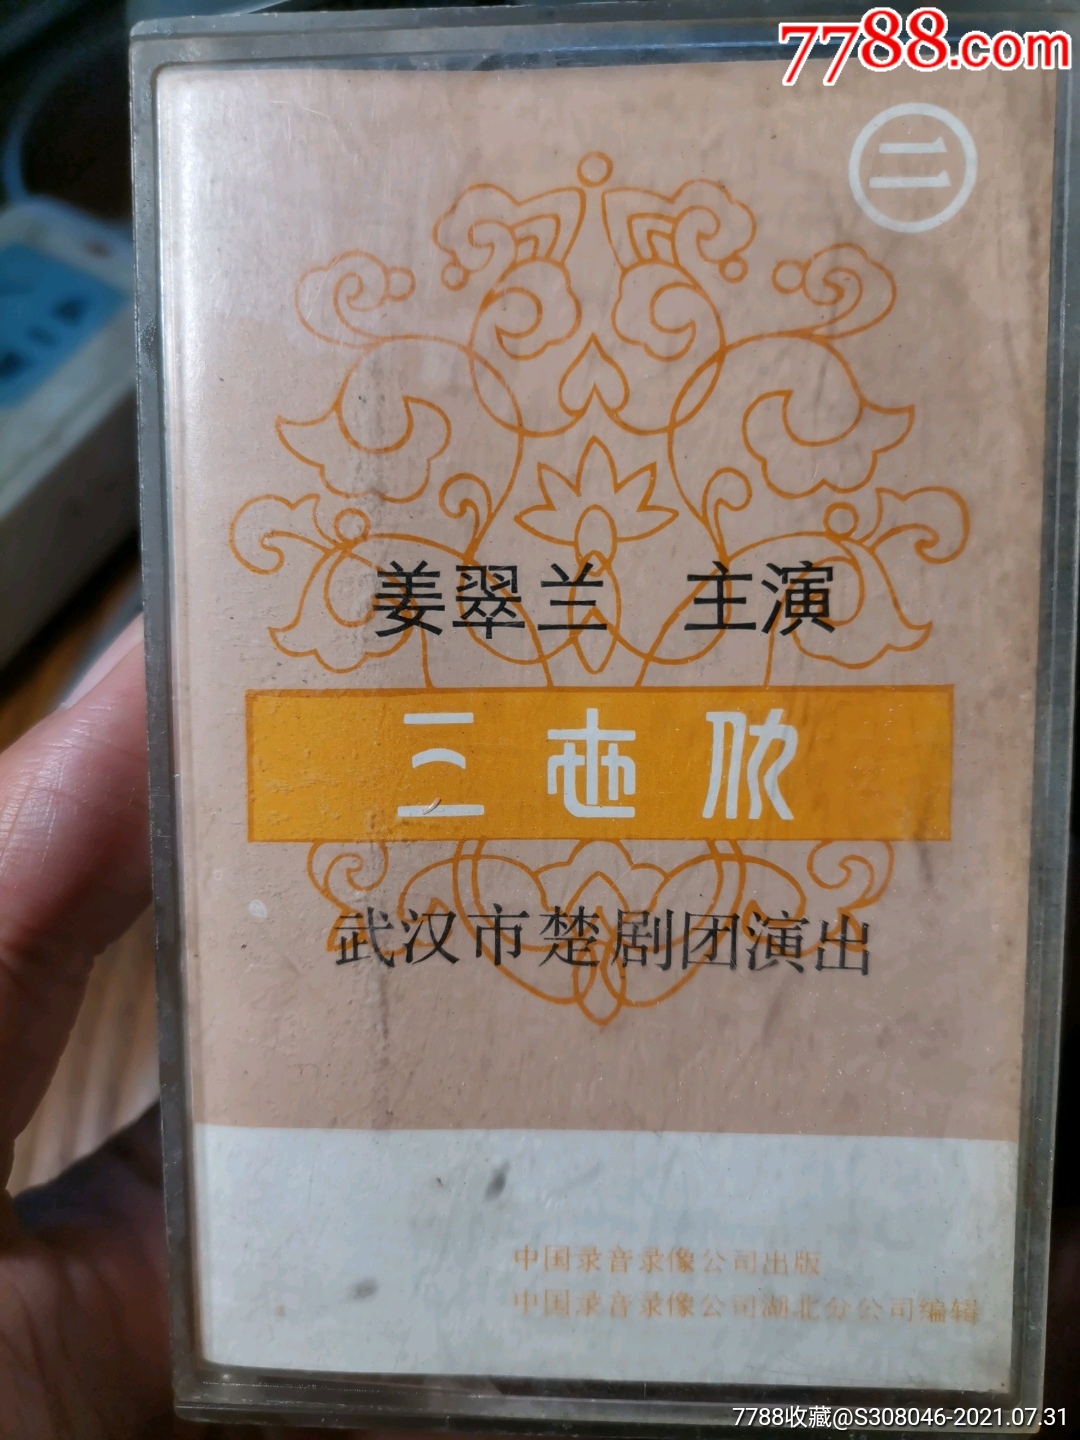 7788.com
二
姜翠兰 主演
三世仇
武汉市楚剧团演出
中国录音录像公司出版
中国录音录像公司湖北分公司编辑
7788收藏@S308046-2021.07.31